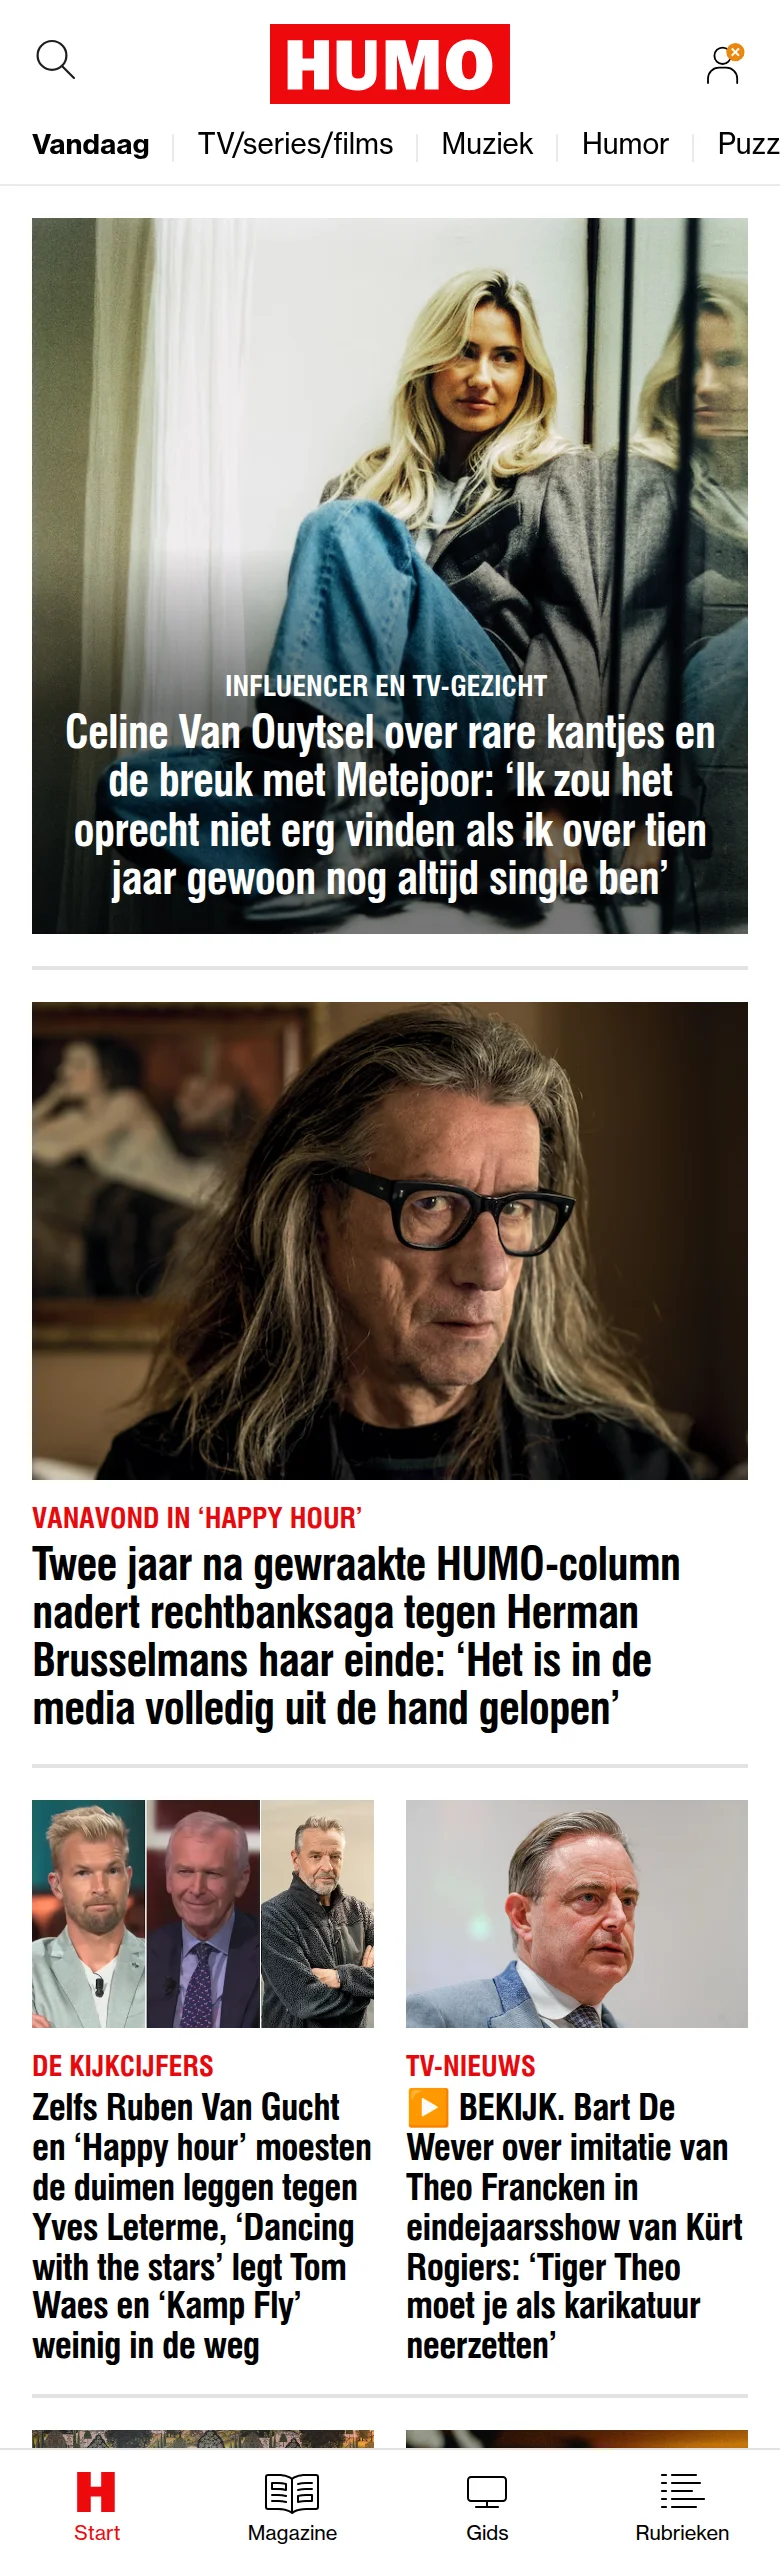 HUMO
Vandaag
TV/series/films
Muziek
Humor
Puzz
INFLUENCER EN TV-GEZICHT
Celine Van Ouytsel over rare kantjes en
de breuk met Metejoor: ‘Ik zou het
oprecht niet erg vinden als ik over tien
jaar gewoon nog altijd single ben’
VANAVOND IN ‘HAPPY HOUR’
Twee jaar na gewraakte HUMO-column
nadert rechtbanksaga tegen Herman
Brusselmans haar einde: ‘Het is in de
media volledig uit de hand gelopen’
DE KIJKCIJFERS
Zelfs Ruben Van Gucht
en ‘Happy hour’ moesten
de duimen leggen tegen
Yves Leterme, ‘Dancing
with the stars’ legt Tom
Waes en ‘Kamp Fly’
weinig in de weg
TV-NIEUWS
▶️ BEKIJK. Bart De
Wever over imitatie van
Theo Francken in
eindejaarsshow van Kürt
Rogiers: ‘Tiger Theo
moet je als karikatuur
neerzetten’
H
Start
Magazine
Gids
Rubrieken